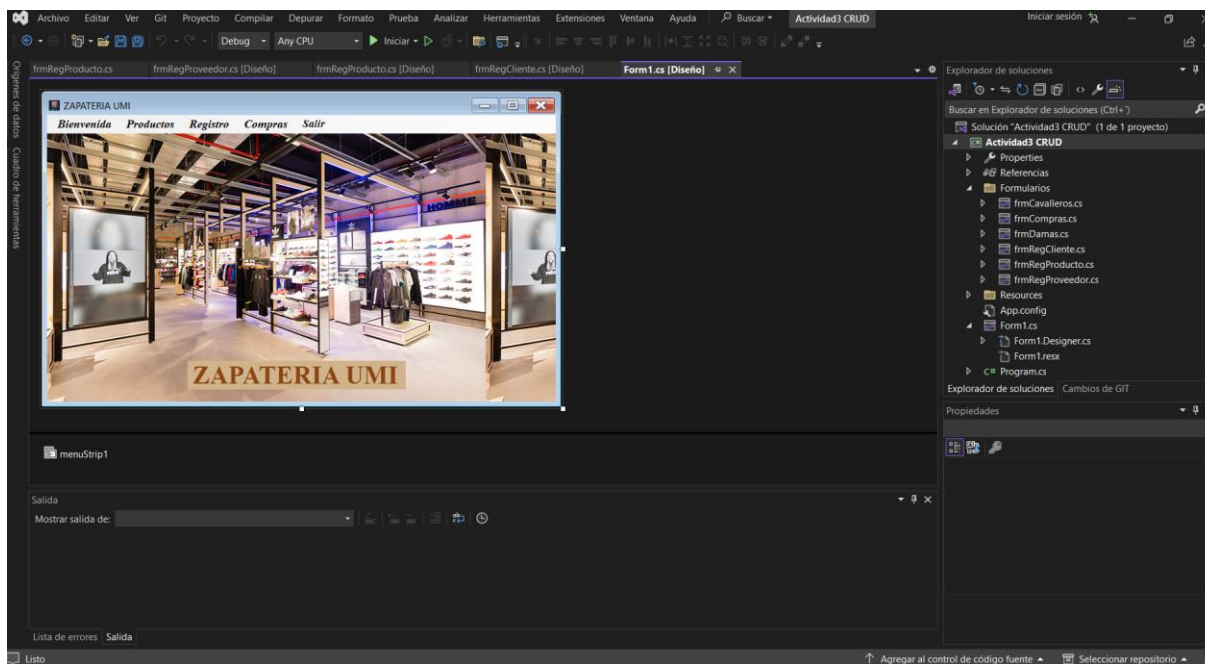 Archivo Editar Ver Git Proyecto Compilar Depurar Formato Prueba Analizar Herramientas Extensiones Ventana Ayuda Buscar Actividad3 CRUD Iniciar sesión
Debug Any CPU Iniciar
frmRegProducto.cs frmRegProveedor.cs [Diseño] frmRegProducto.cs [Diseño] frmRegCliente.cs [Diseño] Form1.cs [Diseño]
Orígenes de datos
Cuadro de herramientas
ZAPATERIA UMI
Bienvenida Productos Registro Compras Salir
HOMME
ZAPATERIA UMI
menuStrip1
Salida
Mostrar salida de:
Lista de errores Salida
Explorador de soluciones
Buscar en Explorador de soluciones (Ctrl+´)
Solución "Actividad3 CRUD" (1 de 1 proyecto)
Actividad3 CRUD
Properties
Referencias
Formularios
frmCavalleros.cs
frmCompras.cs
frmDamas.cs
frmRegCliente.cs
frmRegProducto.cs
frmRegProveedor.cs
Resources
App.config
Form1.cs
Form1.Designer.cs
Form1.resx
C# Program.cs
Explorador de soluciones Cambios de GIT
Propiedades
Listo Agregar al control de código fuente Seleccionar repositorio